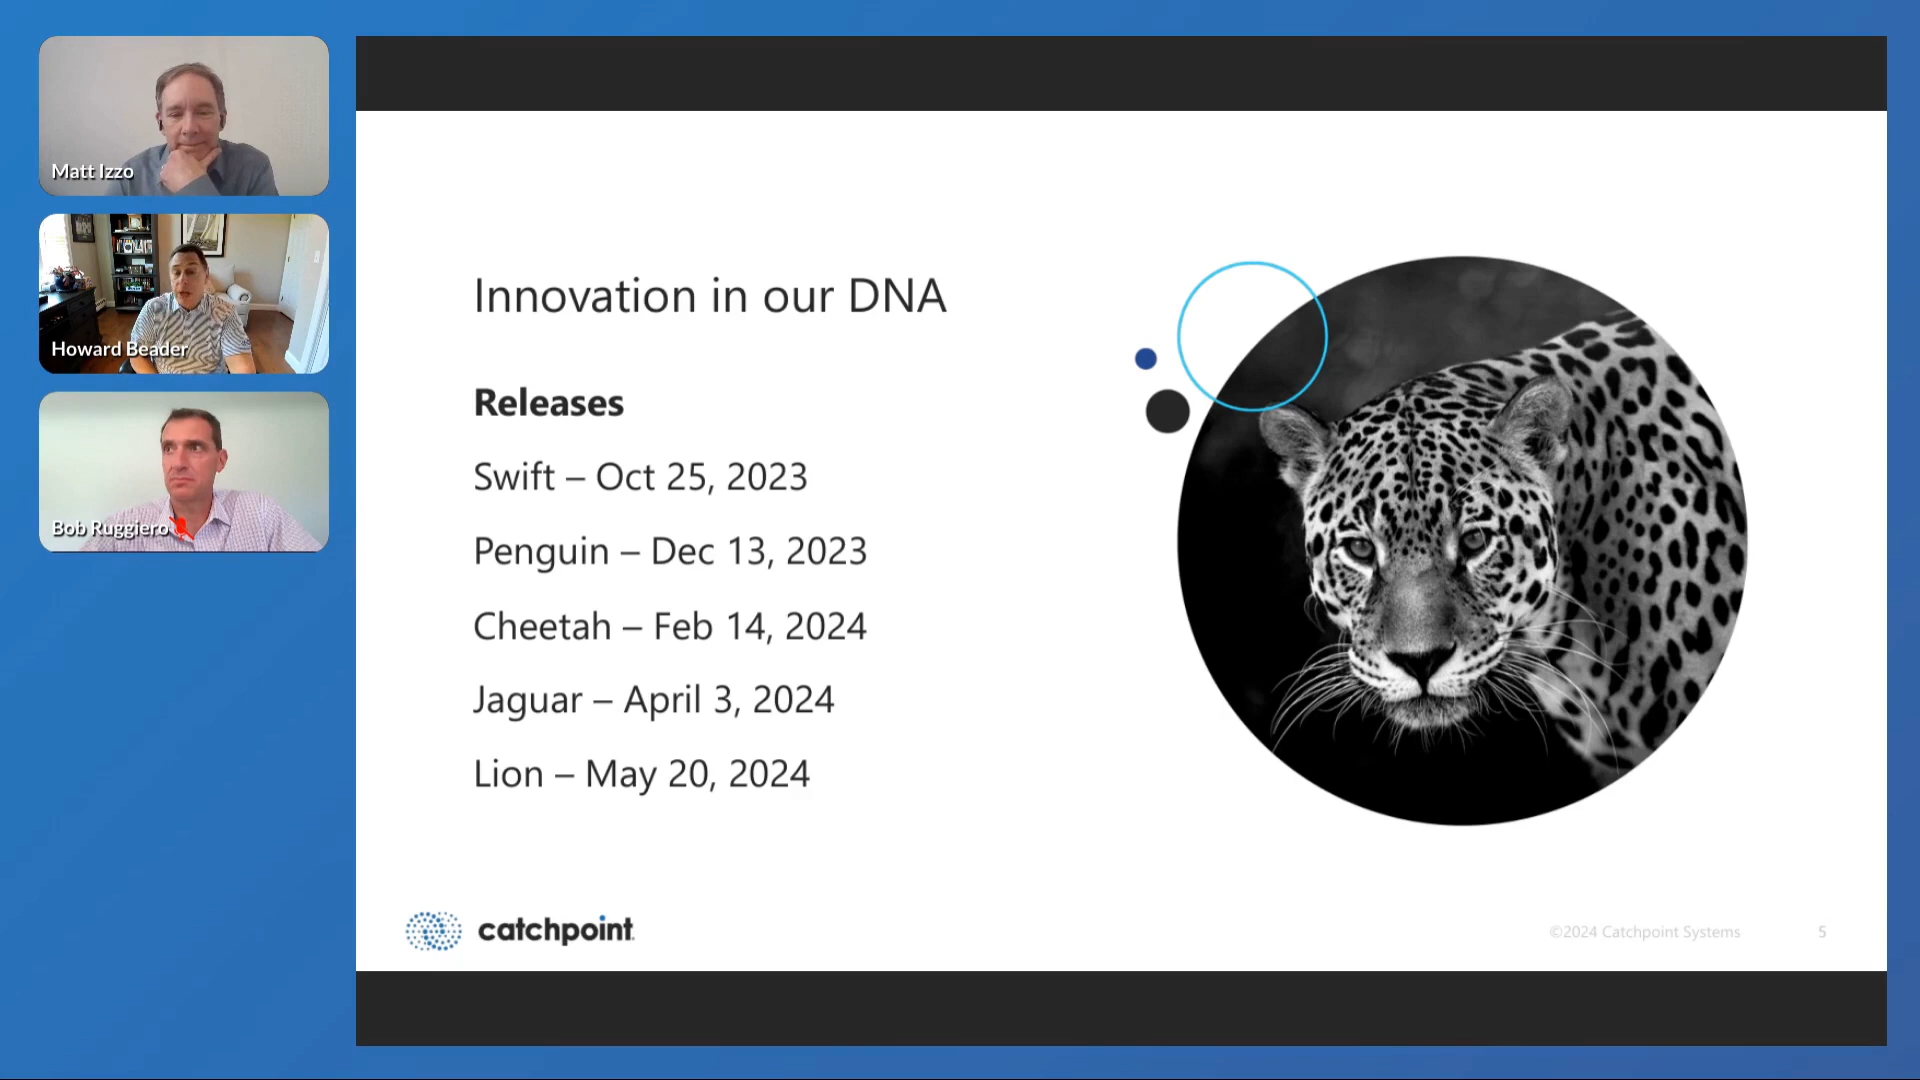 Matt Izzo
Howard Beader
Bob Ruggiero
Innovation in our DNA
Releases
Swift – Oct 25, 2023
Penguin – Dec 13, 2023
Cheetah – Feb 14, 2024
Jaguar – April 3, 2024
Lion – May 20, 2024
catchpoint
©2024 Catchpoint Systems
5